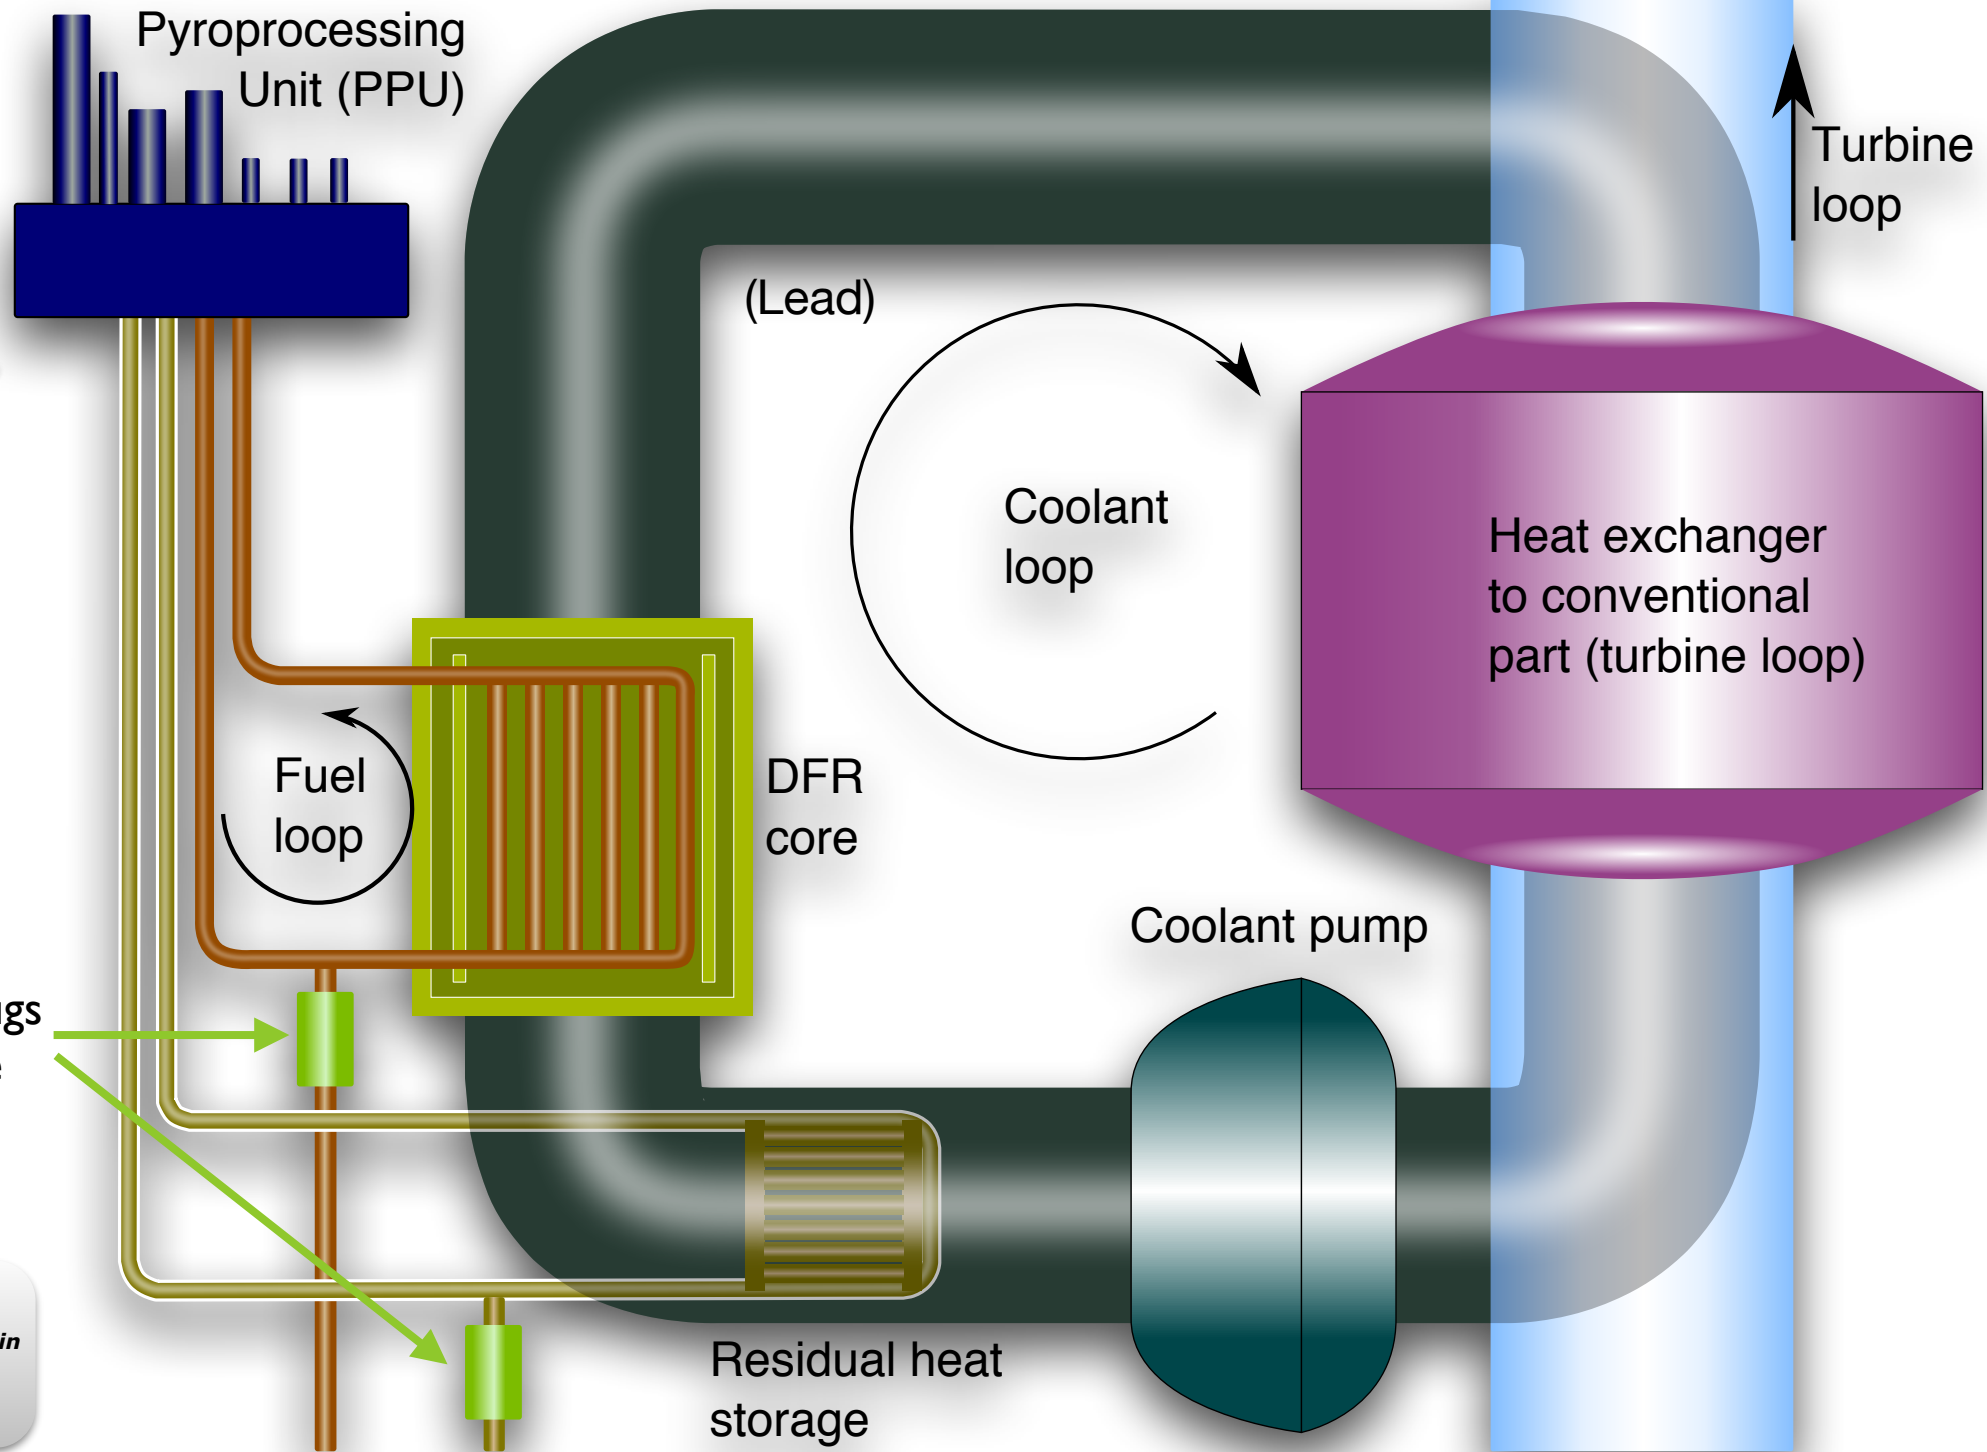 Pyroprocessing
Unit (PPU)
Turbine
loop
(Lead)
Coolant
loop
Heat exchanger
to conventional
part (turbine loop)
Fuel
loop
DFR
core
Coolant pump
Residual heat
storage